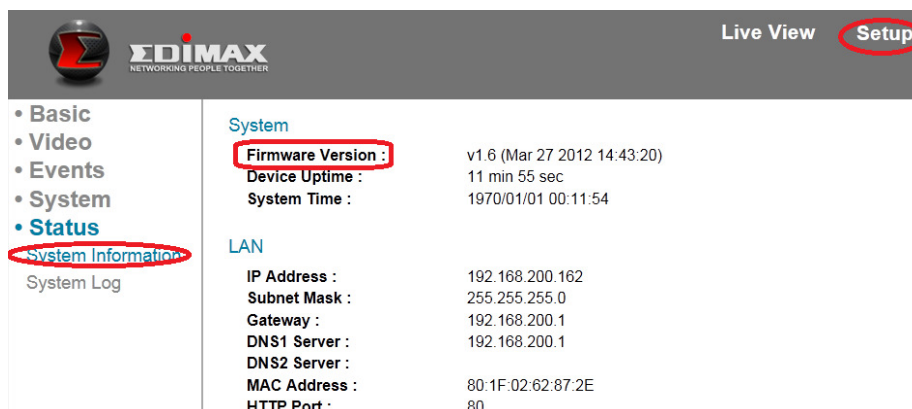 EDIMAX
NETWORKING PEOPLE TOGETHER
Live View Setup
• Basic
• Video
• Events
• System
• Status
System Information
System Log
System
Firmware Version : v1.6 (Mar 27 2012 14:43:20)
Device Uptime : 11 min 55 sec
System Time : 1970/01/01 00:11:54
LAN
IP Address : 192.168.200.162
Subnet Mask : 255.255.255.0
Gateway : 192.168.200.1
DNS1 Server : 192.168.200.1
DNS2 Server :
MAC Address : 80:1F:02:62:87:2E
HTTP Port : 80